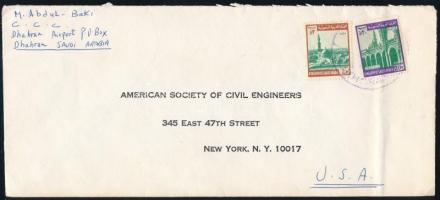 M. Abdul-Baki
C.C.C.
Dhahran Airport P.O Box
Dhahran SAUDI ARABIA
AMERICAN SOCIETY OF CIVIL ENGINEERS
345 EAST 47TH STREET
NEW YORK, N. Y. 10017
U.S.A.